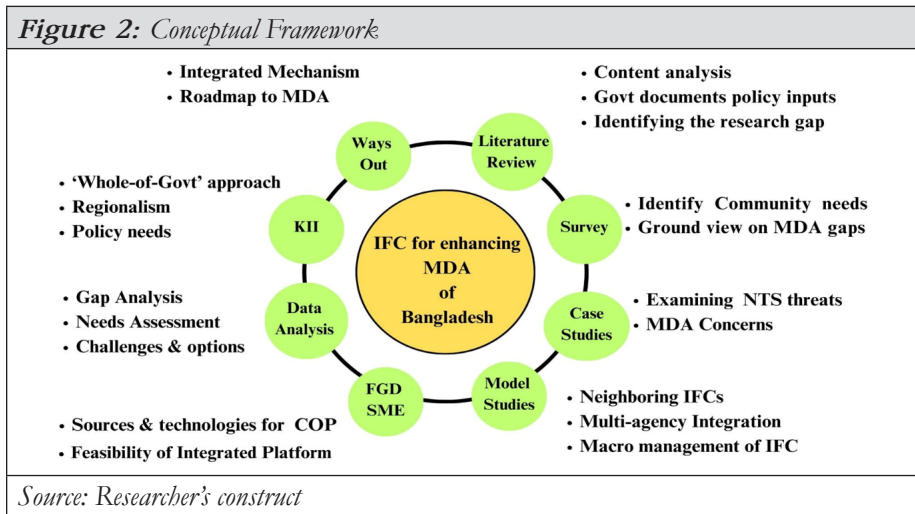 Figure 2: Conceptual Framework
• Integrated Mechanism
• Roadmap to MDA
• Content analysis
• Govt documents policy inputs
• Identifying the research gap
Ways
Out
Literature
Review
• ‘Whole-of-Govt’ approach
• Regionalism
• Policy needs
KII
IFC for enhancing
MDA
of
Bangladesh
Survey
• Identify Community needs
• Ground view on MDA gaps
• Gap Analysis
• Needs Assessment
• Challenges & options
Data
Analysis
Case
Studies
• Examining NTS threats
• MDA Concerns
FGD
SME
Model
Studies
• Sources & technologies for COP
• Feasibility of Integrated Platform
• Neighboring IFCs
• Multi-agency Integration
• Macro management of IFC
Source: Researcher’s construct